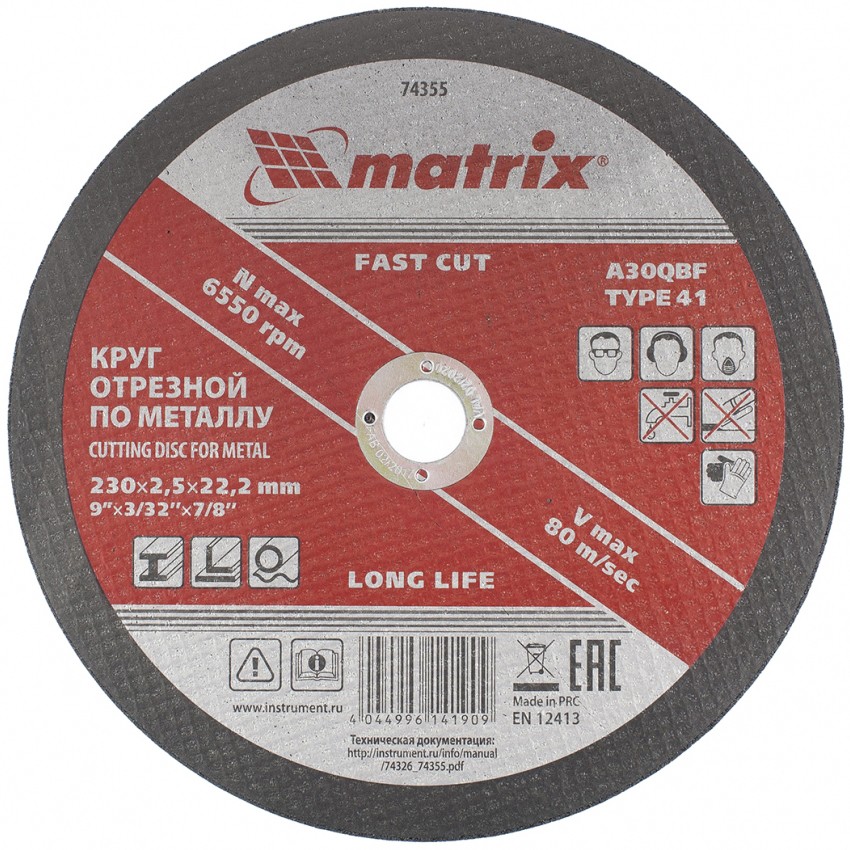 74355
matrix®
FAST CUT
A30QBF
TYPE 41
N max
6550 rpm
КРУГ
ОТРЕЗНОЙ
ПО МЕТАЛЛУ
CUTTING DISC FOR METAL
230×2,5×22,2 mm
9"×3/32"×7/8"
V max
80 m/sec
LONG LIFE
www.instrument.ru
4 044996 141909
Made in PRC
EN 12413
EAC
Техническая документация:
http://instrument.ru/info/manual
/74326_74355.pdf